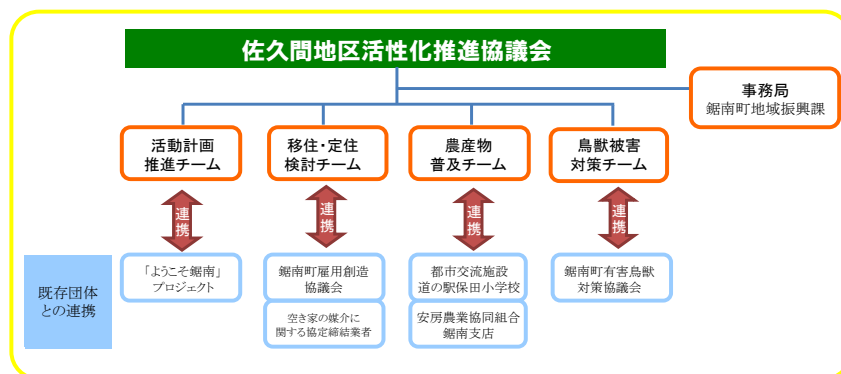 佐久間地区活性化推進協議会
事務局
鋸南町地域振興課
活動計画
推進チーム
移住・定住
検討チーム
農産物
普及チーム
鳥獣被害
対策チーム
連携
連携
連携
連携
既存団体
との連携
「ようこそ鋸南」
プロジェクト
鋸南町雇用創造
協議会
都市交流施設
道の駅保田小学校
鋸南町有害鳥獣
対策協議会
空き家の媒介に
関する協定締結業者
安房農業協同組合
鋸南支店